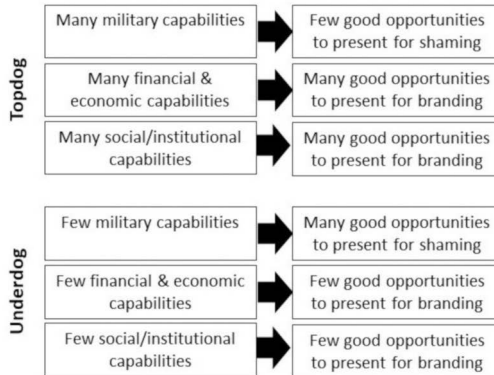 Topdog
Many military capabilities
Few good opportunities
to present for shaming
Many financial &
economic capabilities
Many good opportunities
to present for branding
Many social/institutional
capabilities
Many good opportunities
to present for branding
Underdog
Few military capabilities
Many good opportunities
to present for shaming
Few financial & economic
capabilities
Few good opportunities
to present for branding
Few social/institutional
capabilities
Few good opportunities
to present for branding